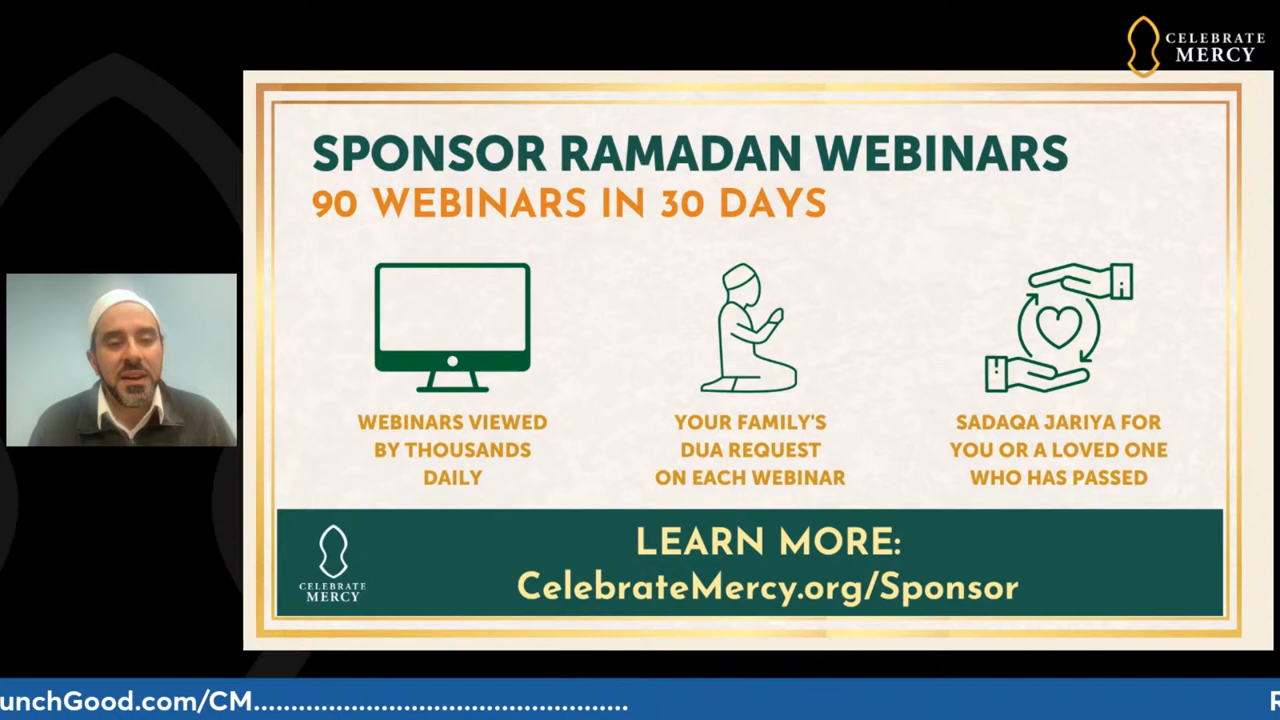 CELEBRATE
MERCY
SPONSOR RAMADAN WEBINARS
90 WEBINARS IN 30 DAYS
WEBINARS VIEWED
BY THOUSANDS
DAILY
YOUR FAMILY'S
DUA REQUEST
ON EACH WEBINAR
SADAQA JARIYA FOR
YOU OR A LOVED ONE
WHO HAS PASSED
CELEBRATE
MERCY
LEARN MORE:
CelebrateMercy.org/Sponsor
unchGood.com/CM................................................